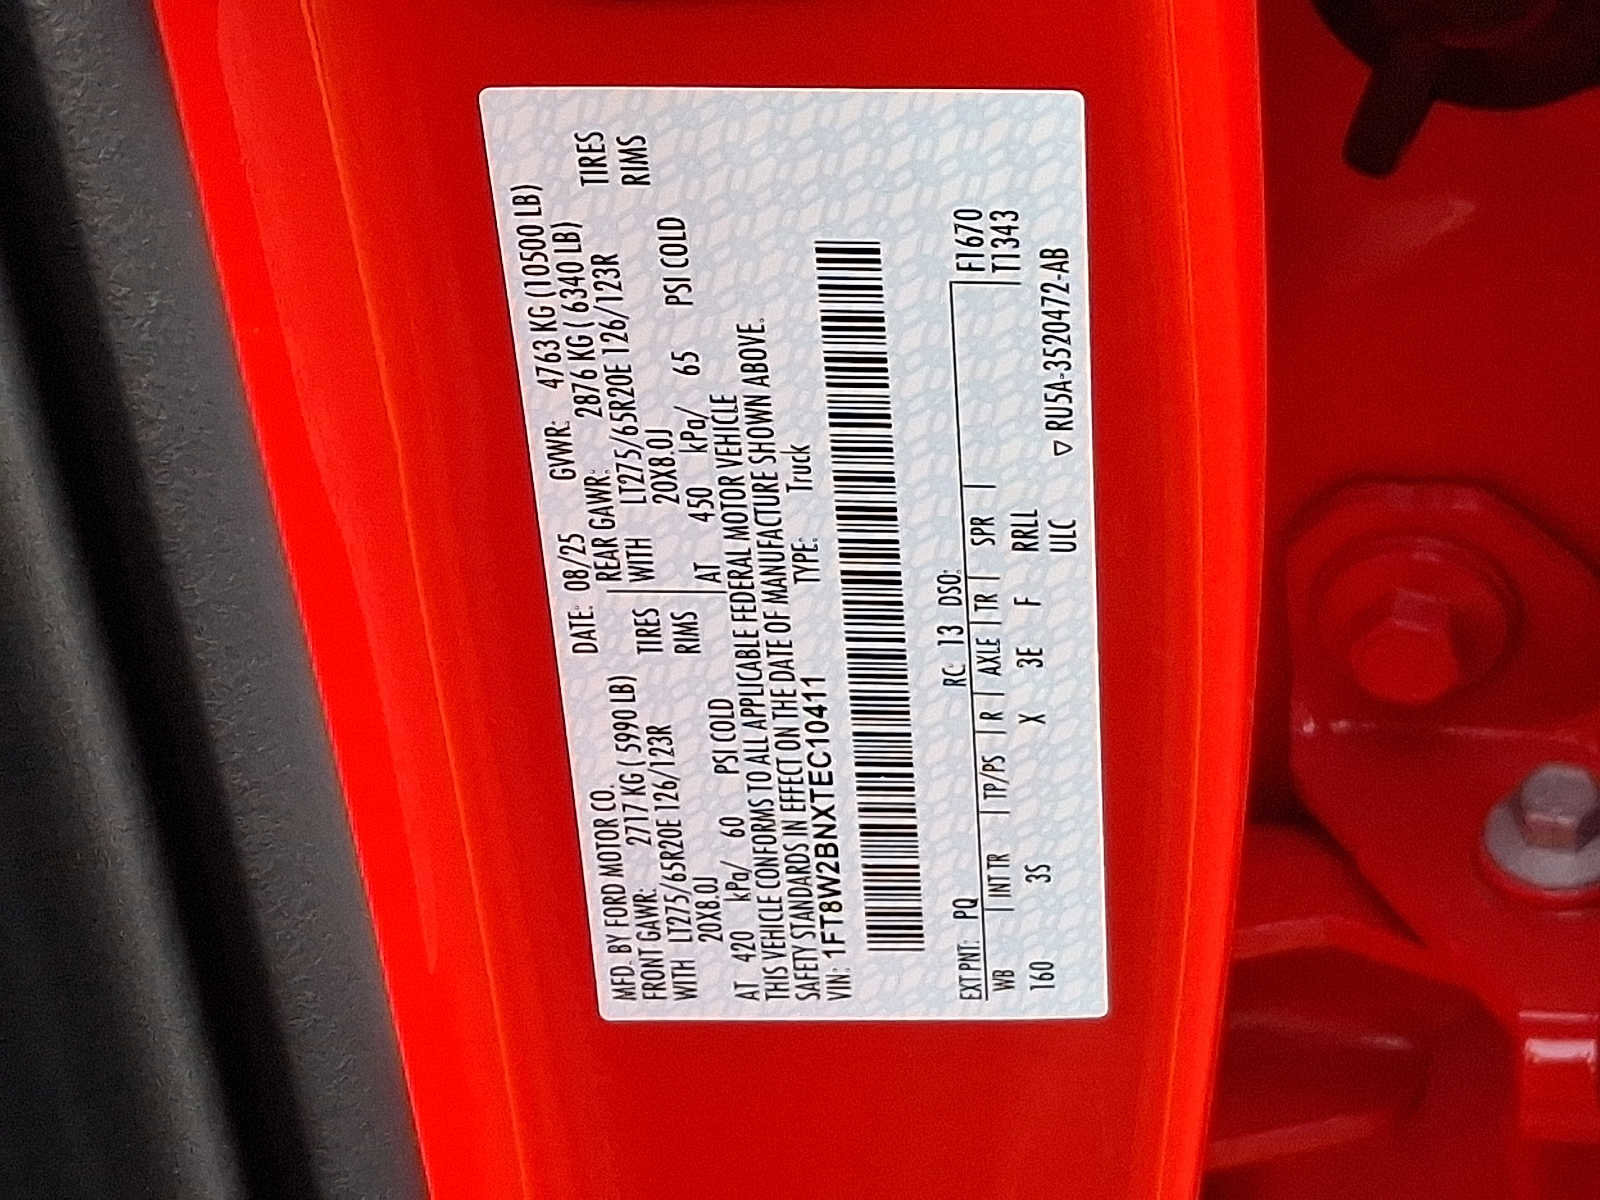 MFD. BY FORD MOTOR CO.
DATE: 08/25 GVWR: 4763 KG (10500 LB)
FRONT GAWR: 2717 KG ( 5990 LB)
REAR GAWR: 2876 KG ( 6340 LB)
WITH LT275/65R20E 126/123R TIRES
WITH LT275/65R20E 126/123R TIRES
20X8.0J RIMS
20X8.0J RIMS
AT 420 kPa/ 60 PSI COLD
AT 450 kPa/ 65 PSI COLD
THIS VEHICLE CONFORMS TO ALL APPLICABLE FEDERAL MOTOR VEHICLE
SAFETY STANDARDS IN EFFECT ON THE DATE OF MANUFACTURE SHOWN ABOVE.
VIN: 1FT8W2BNXTEC10411 TYPE: Truck
EXT PNT: PQ RC: 13 DSO: F1670
WB | INT TR | TP/PS | R | AXLE | TR | SPR | T1343
160 3S X 3E F RRLL
ULC ▽ RU5A-3520472-AB